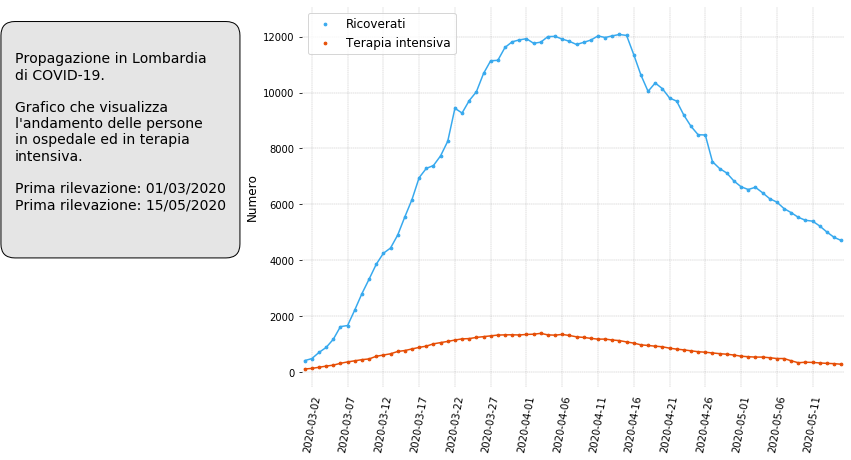 Propagazione in Lombardia
di COVID-19.
Grafico che visualizza
l'andamento delle persone
in ospedale ed in terapia
intensiva.
Prima rilevazione: 01/03/2020
Prima rilevazione: 15/05/2020
Ricoverati
Terapia intensiva
Numero
12000
10000
8000
6000
4000
2000
0
2020-03-02
2020-03-07
2020-03-12
2020-03-17
2020-03-22
2020-03-27
2020-04-01
2020-04-06
2020-04-11
2020-04-16
2020-04-21
2020-04-26
2020-05-01
2020-05-06
2020-05-11